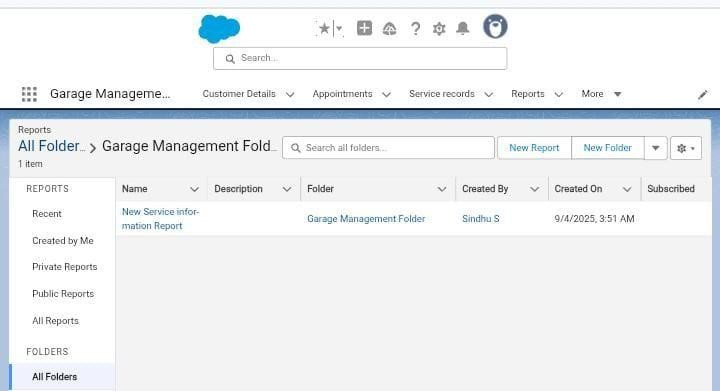 Search...
Garage Manageme...
Customer Details
Appointments
Service records
Reports
More
Reports
All Folder... > Garage Management Fold...
1 item
Search all folders...
New Report
New Folder
REPORTS
Recent
Created by Me
Private Reports
Public Reports
All Reports
FOLDERS
All Folders
Name
Description
Folder
Created By
Created On
Subscribed
New Service infor-
mation Report
Garage Management Folder
Sindhu S
9/4/2025, 3:51 AM